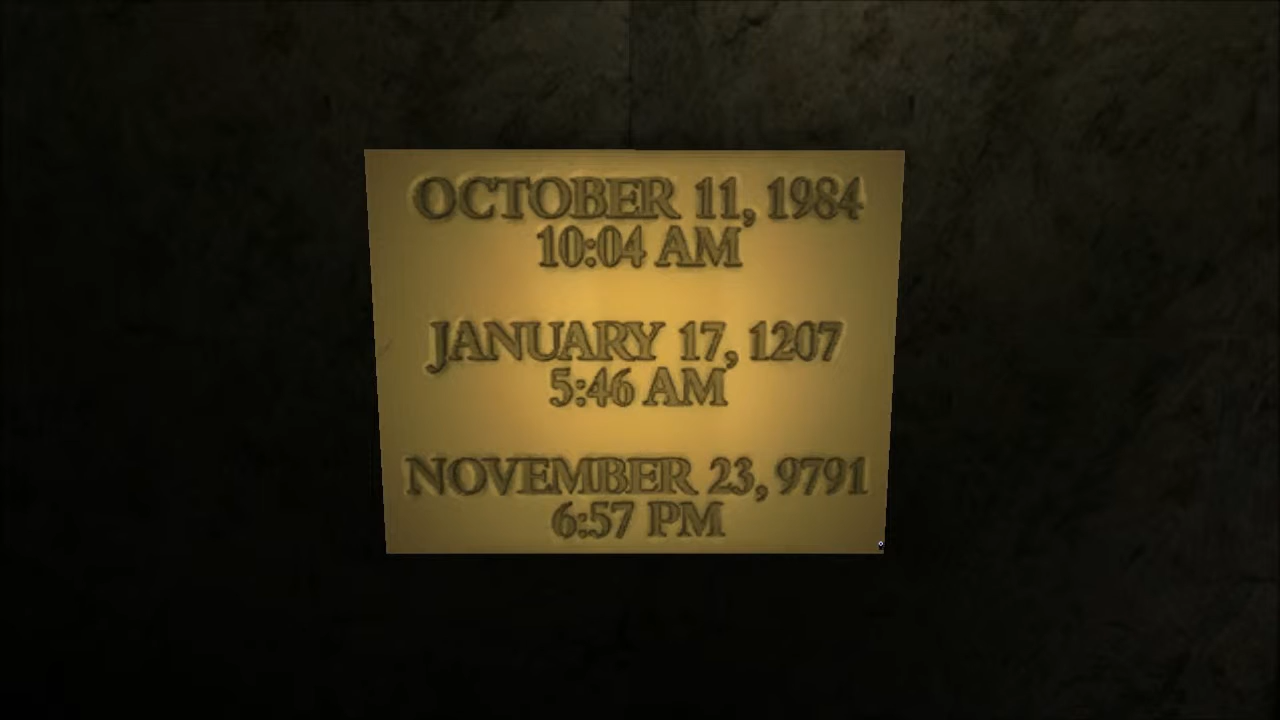 OCTOBER 11, 1984
10:04 AM
JANUARY 17, 1207
5:46 AM
NOVEMBER 23, 9791
6:57 PM